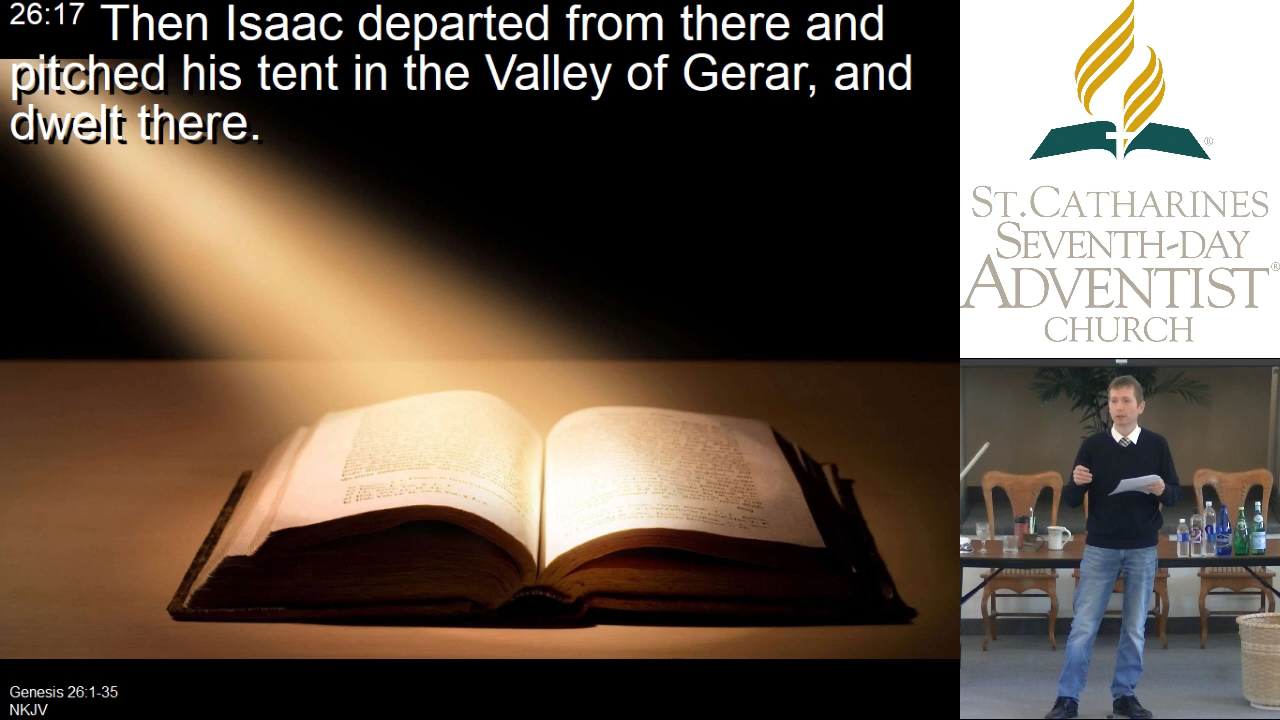 26:17 Then Isaac departed from there and
pitched his tent in the Valley of Gerar, and
dwelt there.
Genesis 26:1-35
NKJV
®
ST. CATHARINES
SEVENTH-DAY
ADVENTIST®
CHURCH